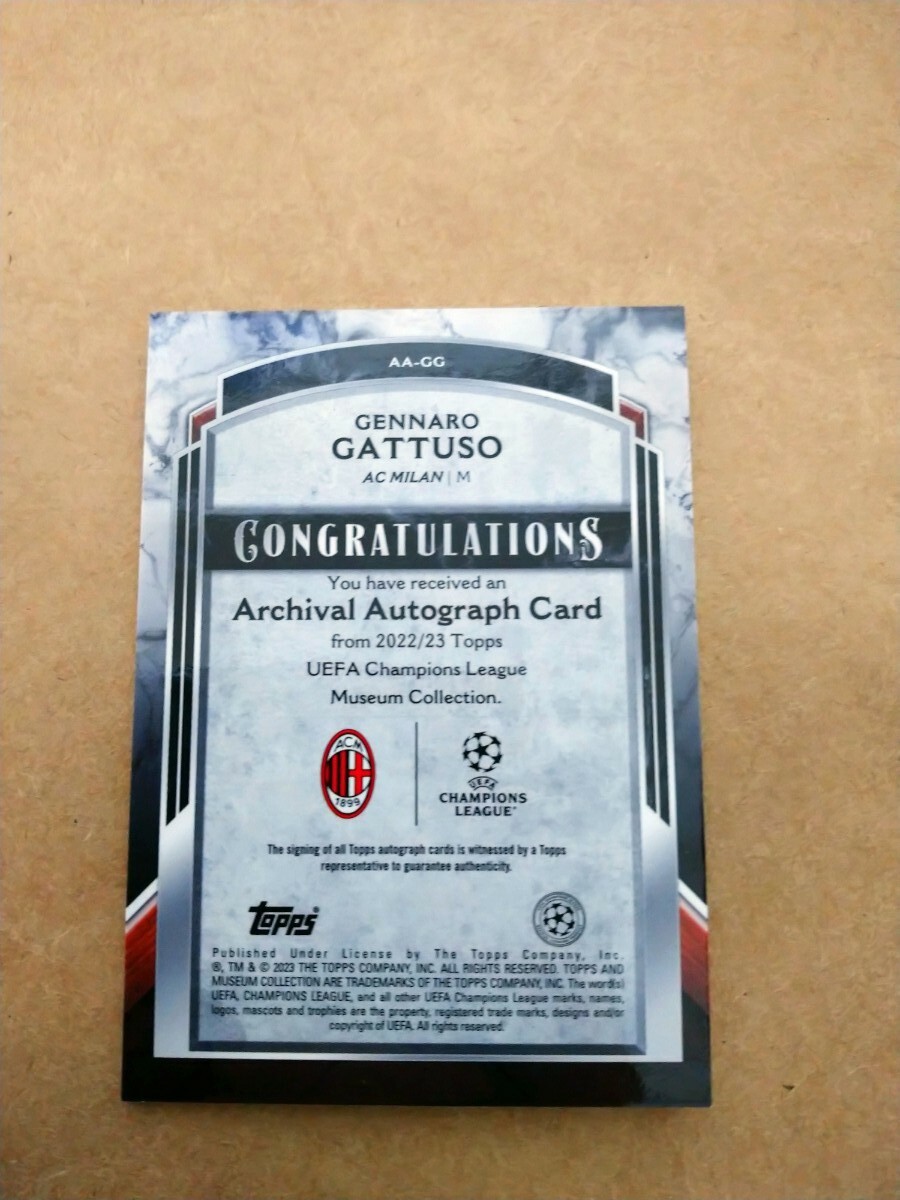 AA-GG
GENNARO
GATTUSO
AC MILAN | M
CONGRATULATIONS
You have received an
Archival Autograph Card
from 2022/23 Topps
UEFA Champions League
Museum Collection.
ACM
1899
UEFA
CHAMPIONS
LEAGUE®
The signing of all Topps autograph cards is witnessed by a Topps
representative to guarantee authenticity.
topps®
Published Under License by The Topps Company, Inc.
®, TM & © 2023 THE TOPPS COMPANY, INC. ALL RIGHTS RESERVED. TOPPS AND
MUSEUM COLLECTION ARE TRADEMARKS OF THE TOPPS COMPANY, INC. The word(s)
UEFA, CHAMPIONS LEAGUE, and all other UEFA Champions League marks, names,
logos, mascots and trophies are the property, registered trade marks, designs and/or
copyright of UEFA. All rights reserved.